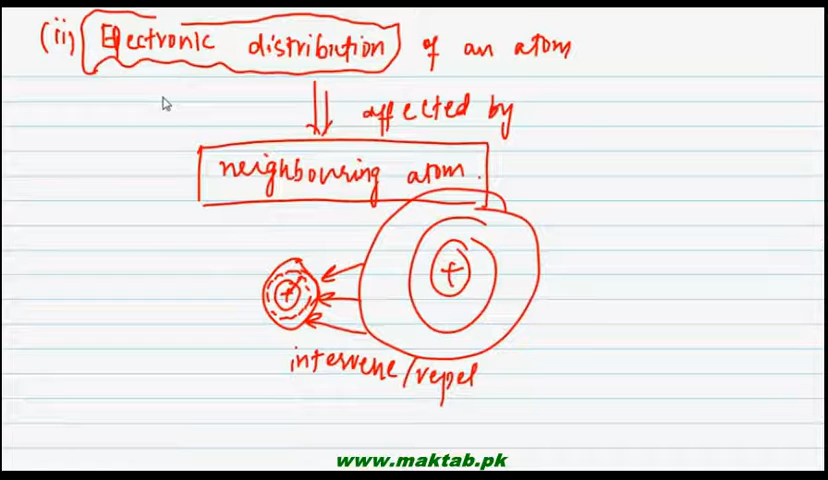 (ii) Electronic distribution of an atom
affected by
neighbouring atom.
+
+
intervene/repel
www.maktab.pk